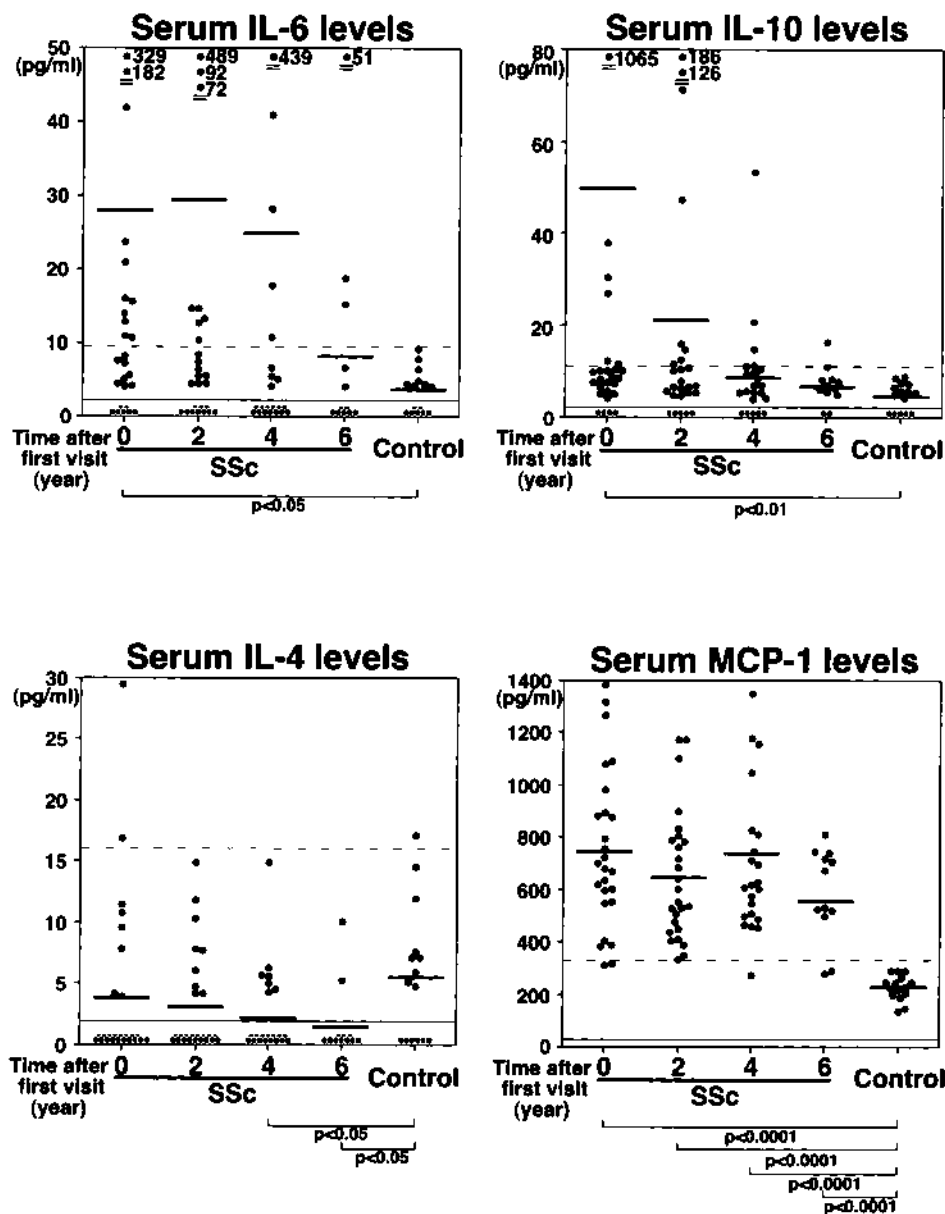 Serum IL-6 levels
50
(pg/ml)
40
30
20
10
0
329
182
489
92
72
439
51
Time after
first visit
(year)
0 2 4 6
SSc
Control
p<0.05
Serum IL-10 levels
80
(pg/ml)
60
40
20
0
1065
186
126
Time after
first visit
(year)
0 2 4 6
SSc
Control
p<0.01
Serum IL-4 levels
30
(pg/ml)
25
20
15
10
5
0
Time after
first visit
(year)
0 2 4 6
SSc
Control
p<0.05
p<0.05
Serum MCP-1 levels
1400
(pg/ml)
1200
1000
800
600
400
200
0
Time after
first visit
(year)
0 2 4 6
SSc
Control
p<0.0001
p<0.0001
p<0.0001
p<0.0001